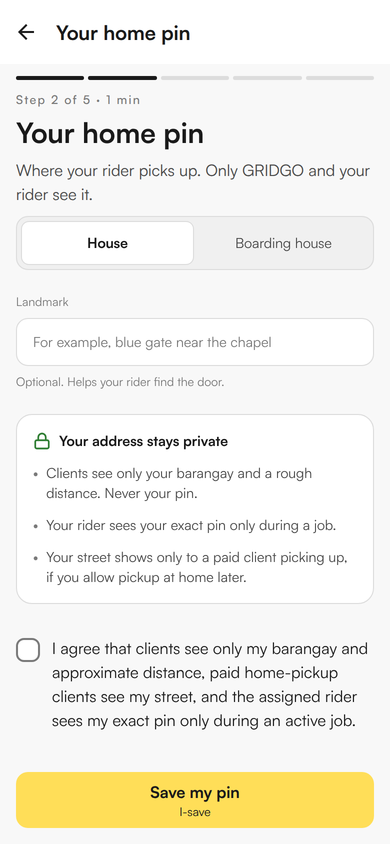 Your home pin
Step 2 of 5 · 1 min
Your home pin
Where your rider picks up. Only GRIDGO and your
rider see it.
House
Boarding house
Landmark
For example, blue gate near the chapel
Optional. Helps your rider find the door.
Your address stays private
• Clients see only your barangay and a rough
distance. Never your pin.
• Your rider sees your exact pin only during a job.
• Your street shows only to a paid client picking up,
if you allow pickup at home later.
I agree that clients see only my barangay and
approximate distance, paid home-pickup
clients see my street, and the assigned rider
sees my exact pin only during an active job.
Save my pin
I-save